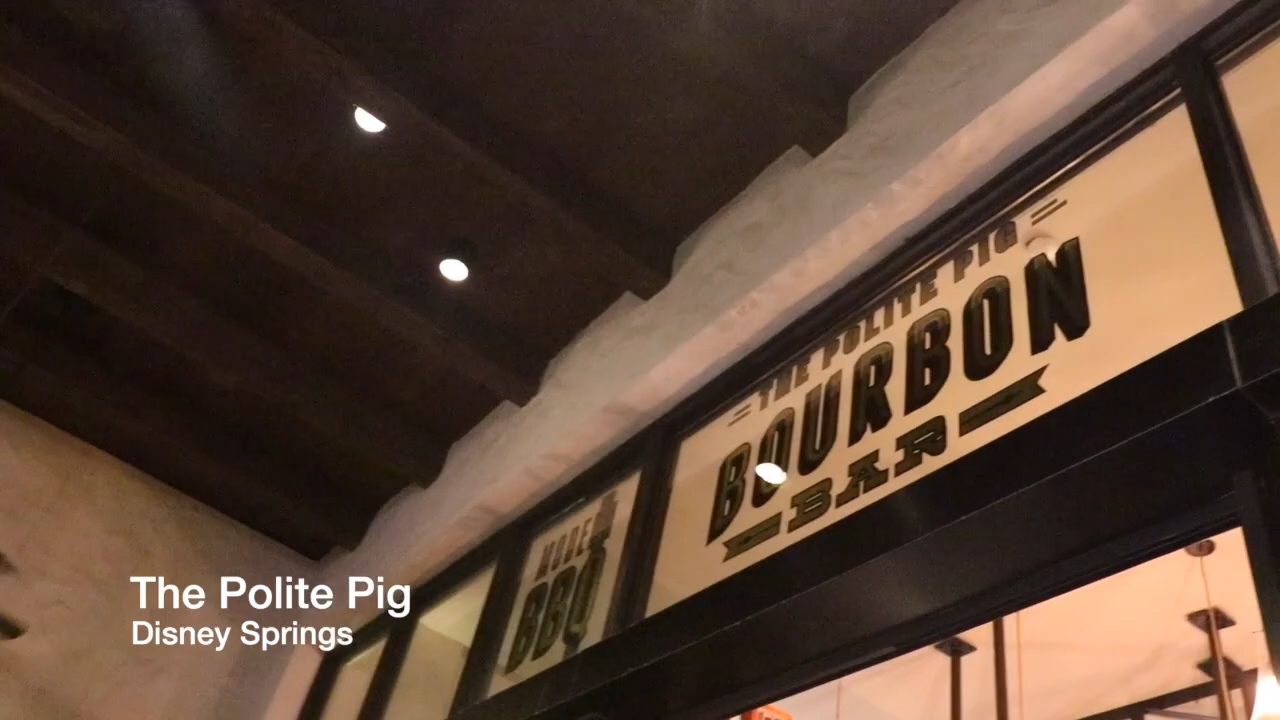 THE POLITE PIG
BOURBON
BAR
BBQ
The Polite Pig
Disney Springs